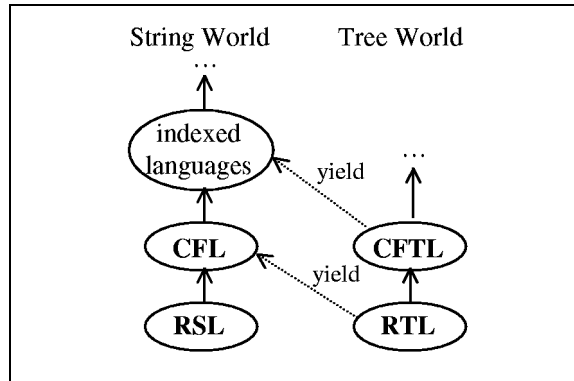 String World
Tree World
...
indexed
languages
yield
...
CFL
CFTL
yield
RSL
RTL